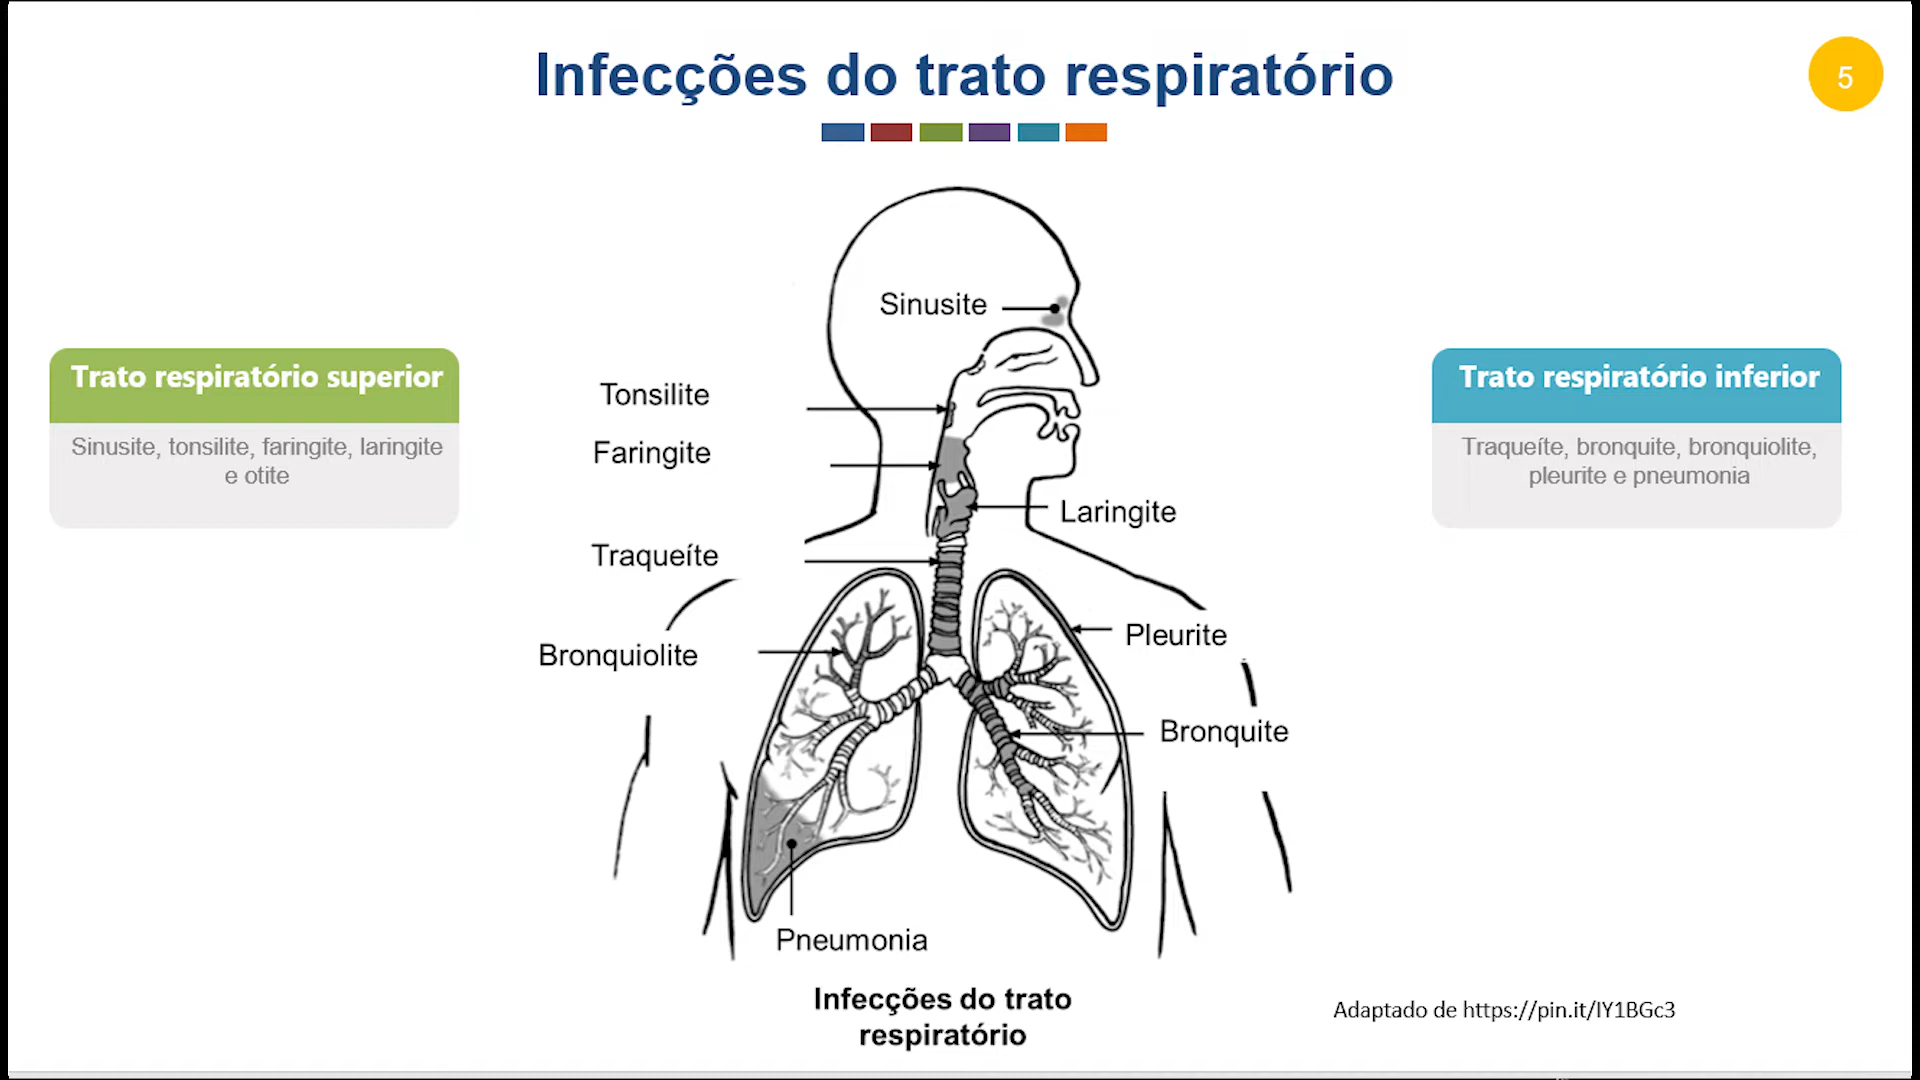 Infecções do trato respiratório
5
Trato respiratório superior
Sinusite, tonsilite, faringite, laringite
e otite
Sinusite
Tonsilite
Faringite
Laringite
Traqueíte
Bronquiolite
Pleurite
Bronquite
Pneumonia
Infecções do trato
respiratório
Trato respiratório inferior
Traqueíte, bronquite, bronquiolite,
pleurite e pneumonia
Adaptado de https://pin.it/IY1BGc3